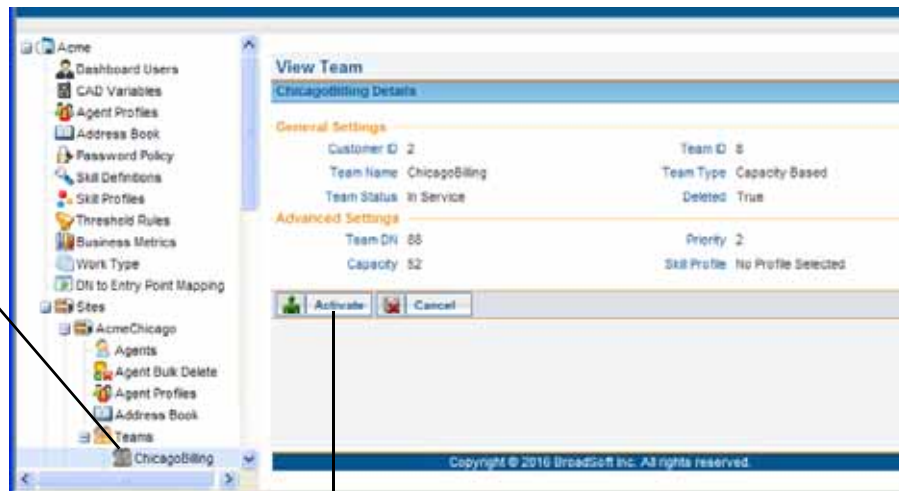 Acme
Dashboard Users
CAD Variables
Agent Profiles
Address Book
Password Policy
Skill Definitions
Skill Profiles
Threshold Rules
Business Metrics
Work Type
DN to Entry Point Mapping
Sites
AcmeChicago
Agents
Agent Bulk Delete
Agent Profiles
Address Book
Teams
ChicagoBilling
View Team
ChicagoBilling Details
General Settings
Customer ID 2 Team ID 8
Team Name ChicagoBilling Team Type Capacity Based
Team Status In Service Deleted True
Advanced Settings
Team DN 88 Priority 2
Capacity 52 Skill Profile No Profile Selected
Activate Cancel
Copyright © 2016 BroadSoft Inc. All rights reserved.